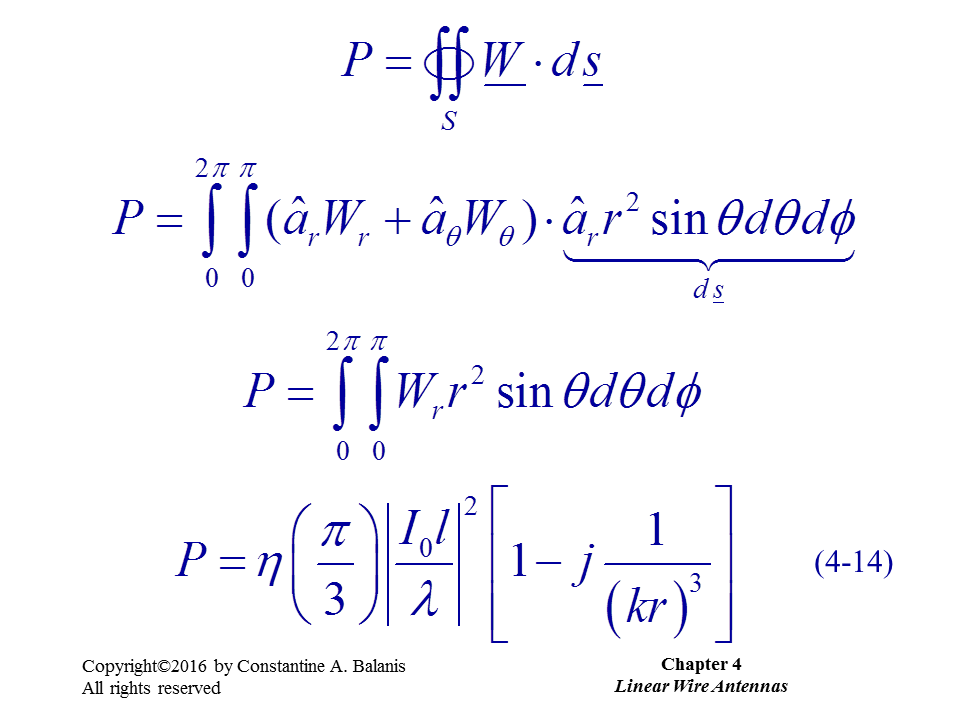 P = ∯_S W · ds
P = ∫_0^{2π} ∫_0^π (â_r W_r + â_θ W_θ) · â_r r² sin θ dθ dϕ
ds
P = ∫_0^{2π} ∫_0^π W_r r² sin θ dθ dϕ
P = η (π/3) |I₀l/λ|² [1 − j 1/(kr)³] (4-14)
Copyright©2016 by Constantine A. Balanis
All rights reserved
Chapter 4
Linear Wire Antennas